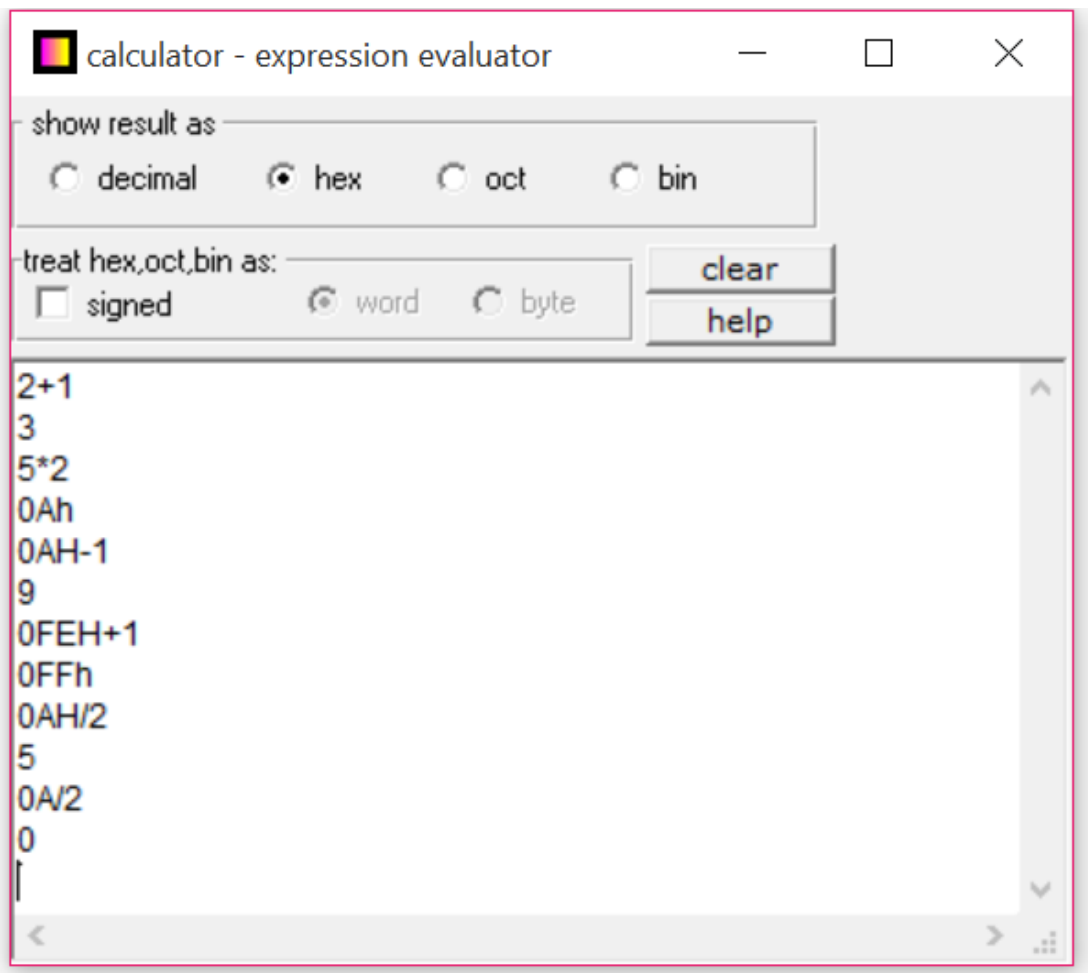 calculator - expression evaluator
show result as
decimal hex oct bin
treat hex,oct,bin as:
signed word byte
clear
help
2+1
3
5*2
0Ah
0AH-1
9
0FEH+1
0FFh
0AH/2
5
0A/2
0